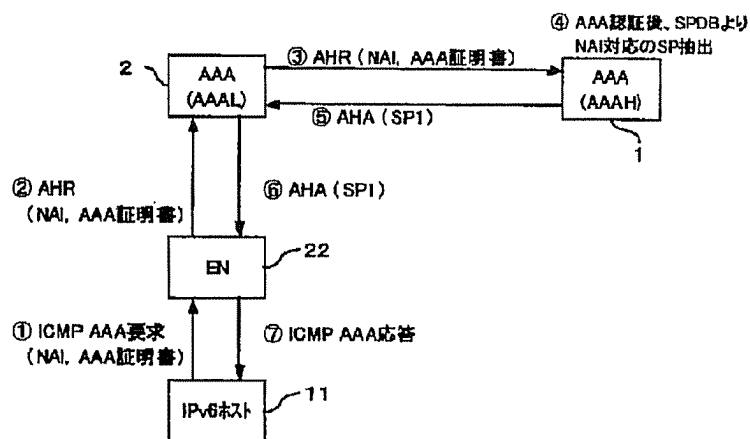 ④ AAA認証後、SPDBより
NAI対応のSP抽出
③ AHR (NAI, AAA証明書)
2
AAA
(AAAL)
AAA
(AAAH)
1
⑤ AHA (SP1)
② AHR
(NAI, AAA証明書)
⑥ AHA (SP1)
EN
22
① ICMP AAA要求
(NAI, AAA証明書)
⑦ ICMP AAA応答
IPv6ホスト
11